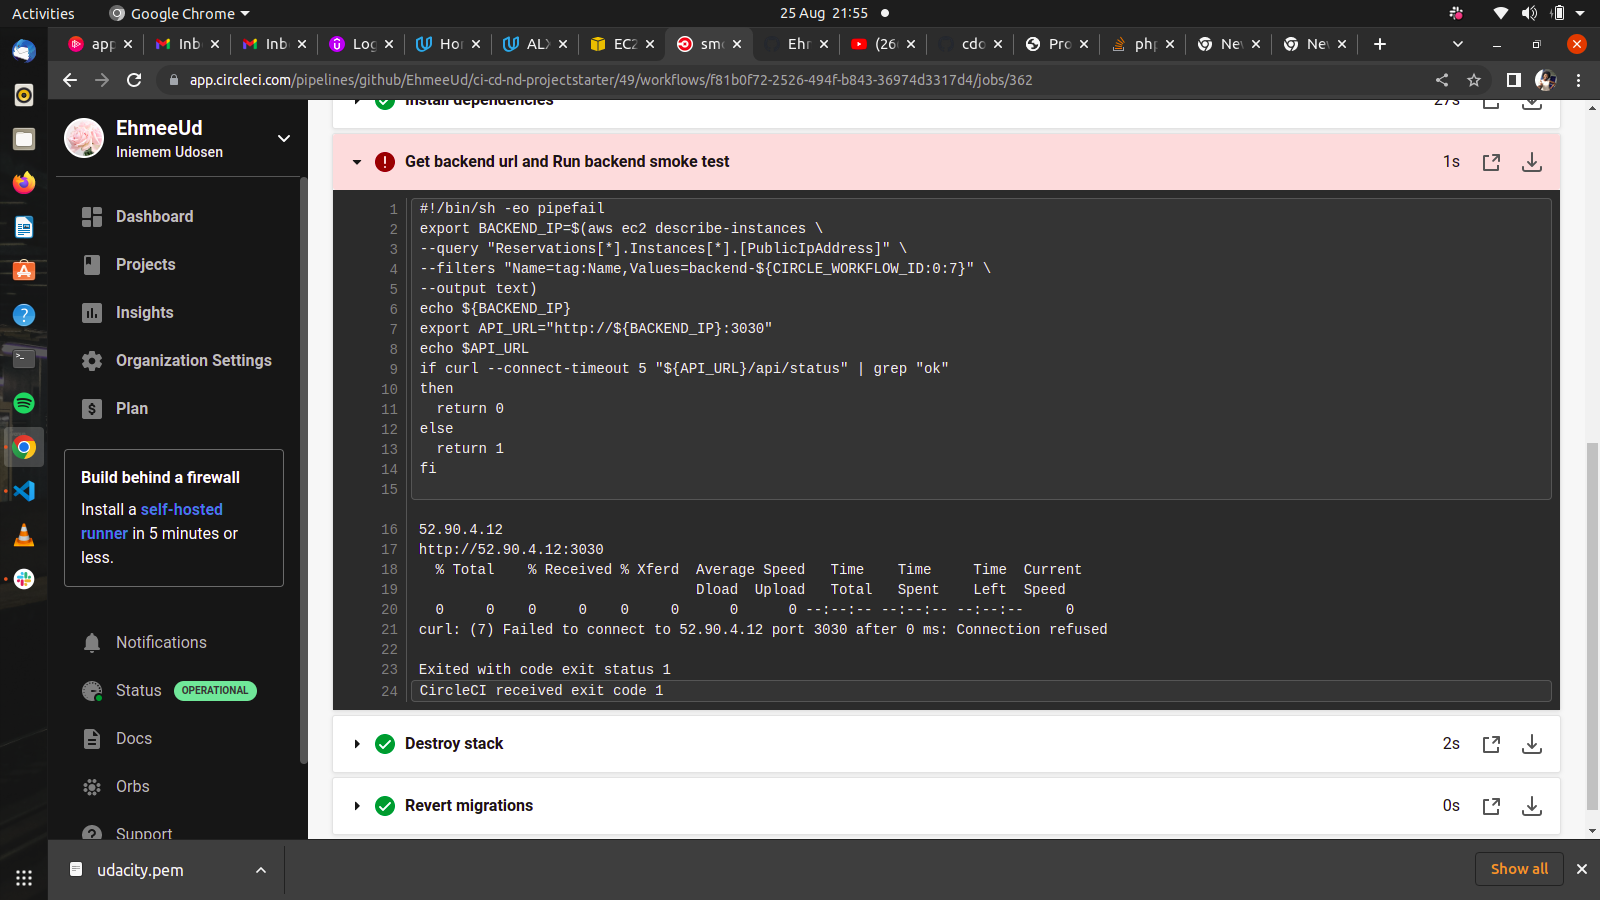 Activities
Google Chrome
25 Aug 21:55
app
Inb
Inb
Log
Hor
ALX
EC2
smo
Ehr
(26
cdo
Pro
php
Nev
Nev
app.circleci.com/pipelines/github/EhmeeUd/ci-cd-nd-projectstarter/49/workflows/f81b0f72-2526-494f-b843-36974d3317d4/jobs/362
EhmeeUd
Iniemem Udosen
Dashboard
Projects
Insights
Organization Settings
Plan
Build behind a firewall
Install a self-hosted
runner in 5 minutes or
less.
Notifications
Status OPERATIONAL
Docs
Orbs
Support
Install dependencies 27s
Get backend url and Run backend smoke test 1s
1 #!/bin/sh -eo pipefail
2 export BACKEND_IP=$(aws ec2 describe-instances \
3 --query "Reservations[*].Instances[*].[PublicIpAddress]" \
4 --filters "Name=tag:Name,Values=backend-${CIRCLE_WORKFLOW_ID:0:7}" \
5 --output text)
6 echo ${BACKEND_IP}
7 export API_URL="http://${BACKEND_IP}:3030"
8 echo $API_URL
9 if curl --connect-timeout 5 "${API_URL}/api/status" | grep "ok"
10 then
11 return 0
12 else
13 return 1
14 fi
15
16 52.90.4.12
17 http://52.90.4.12:3030
18 % Total % Received % Xferd Average Speed Time Time Time Current
19 Dload Upload Total Spent Left Speed
20 0 0 0 0 0 0 0 0 --:--:-- --:--:-- --:--:-- 0
21 curl: (7) Failed to connect to 52.90.4.12 port 3030 after 0 ms: Connection refused
22
23 Exited with code exit status 1
24 CircleCI received exit code 1
Destroy stack 2s
Revert migrations 0s
udacity.pem
Show all